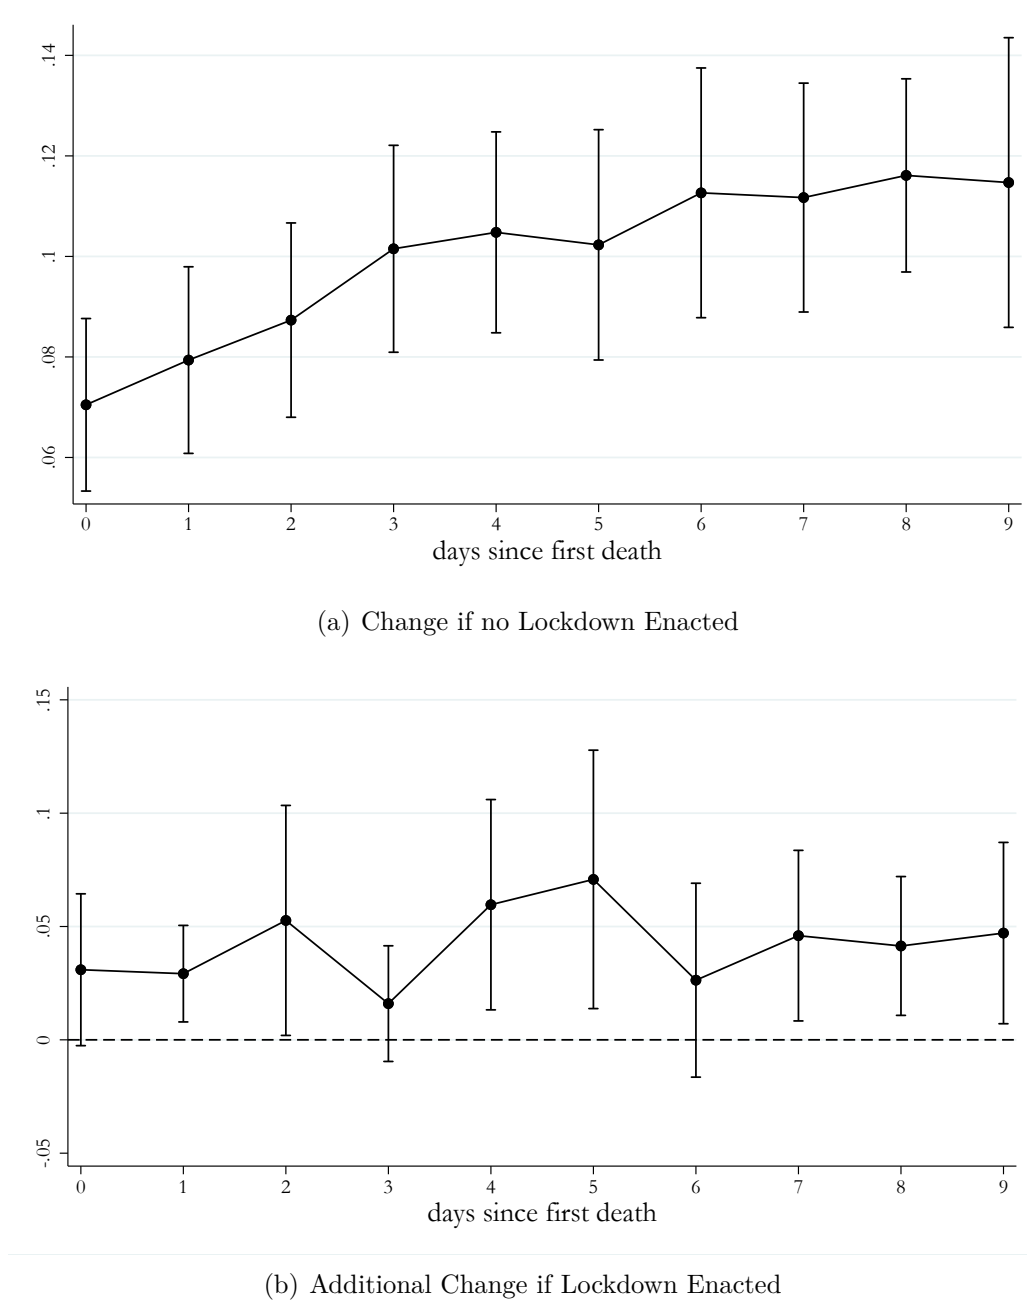 .14
.12
.1
.08
.06
0 1 2 3 4 5 6 7 8 9
days since first death
(a) Change if no Lockdown Enacted
.15
.1
.05
0
-.05
0 1 2 3 4 5 6 7 8 9
days since first death
(b) Additional Change if Lockdown Enacted